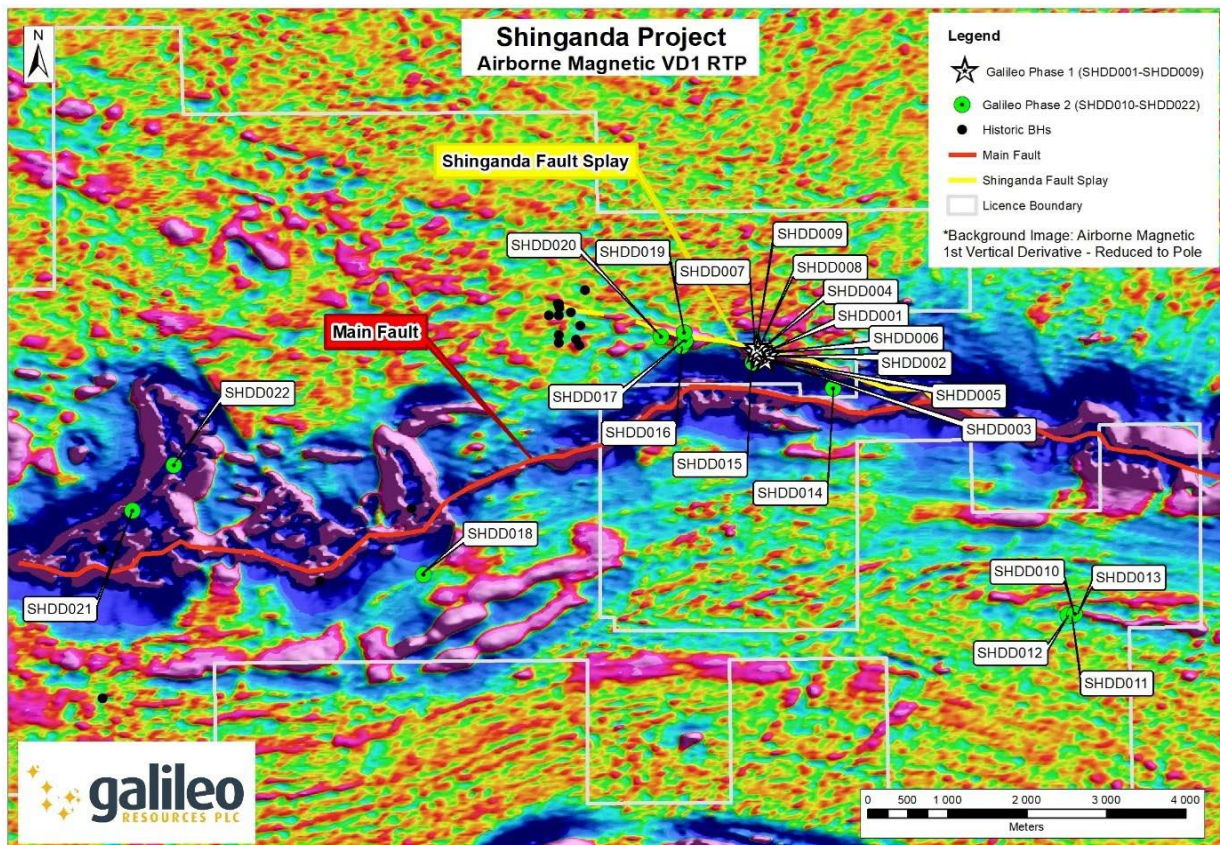 Shinganda Project
Airborne Magnetic VD1 RTP
N
Legend
Galileo Phase 1 (SHDD001-SHDD009)
Galileo Phase 2 (SHDD010-SHDD022)
Historic BHs
Main Fault
Shinganda Fault Splay
Licence Boundary
*Background Image: Airborne Magnetic
1st Vertical Derivative - Reduced to Pole
Shinganda Fault Splay
SHDD009
SHDD020
SHDD019
SHDD007
SHDD008
SHDD004
SHDD001
Main Fault
SHDD006
SHDD002
SHDD022
SHDD017
SHDD005
SHDD016
SHDD003
SHDD015
SHDD014
SHDD018
SHDD010
SHDD013
SHDD021
SHDD012
SHDD011
galileo
RESOURCES PLC
0 500 1 000 2 000 3 000 4 000
Meters